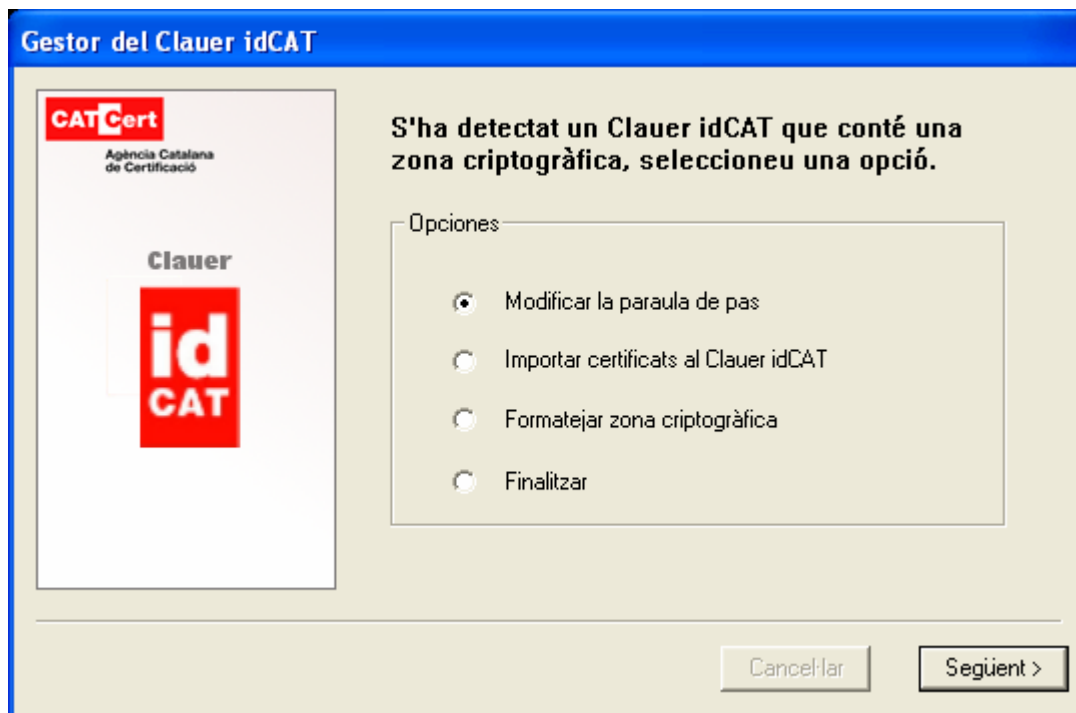 Gestor del Clauer idCAT
CATCert
Agència Catalana
de Certificació
Clauer
id
CAT
S'ha detectat un Clauer idCAT que conté una
zona criptogràfica, seleccioneu una opció.
Opciones
Modificar la paraula de pas
Importar certificats al Clauer idCAT
Formatejar zona criptogràfica
Finalitzar
Cancel·lar
Següent >